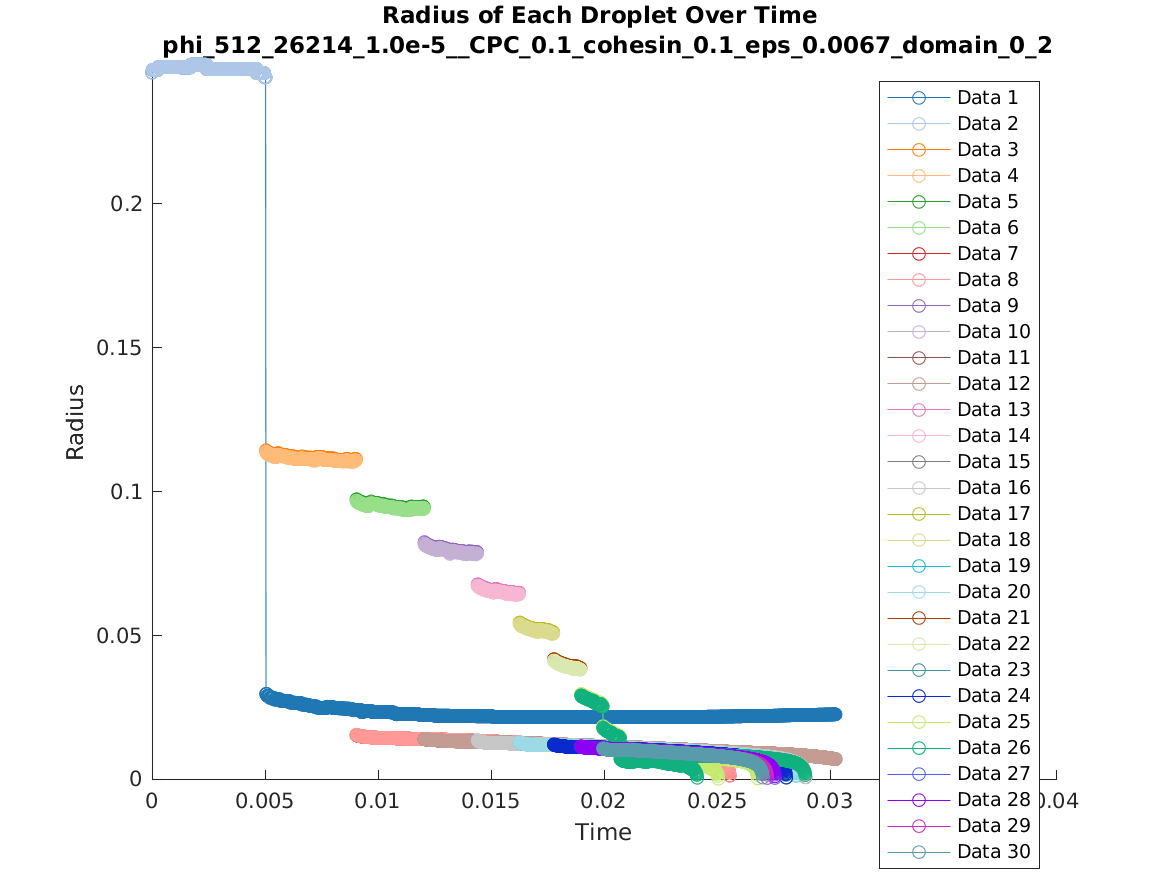 Radius of Each Droplet Over Time
phi_512_26214_1.0e-5__CPC_0.1_cohesin_0.1_eps_0.0067_domain_0_2
Radius
0.2
0.15
0.1
0.05
0
0
0.005
0.01
0.015
0.02
0.025
0.03
0.04
Time
Data 1
Data 2
Data 3
Data 4
Data 5
Data 6
Data 7
Data 8
Data 9
Data 10
Data 11
Data 12
Data 13
Data 14
Data 15
Data 16
Data 17
Data 18
Data 19
Data 20
Data 21
Data 22
Data 23
Data 24
Data 25
Data 26
Data 27
Data 28
Data 29
Data 30